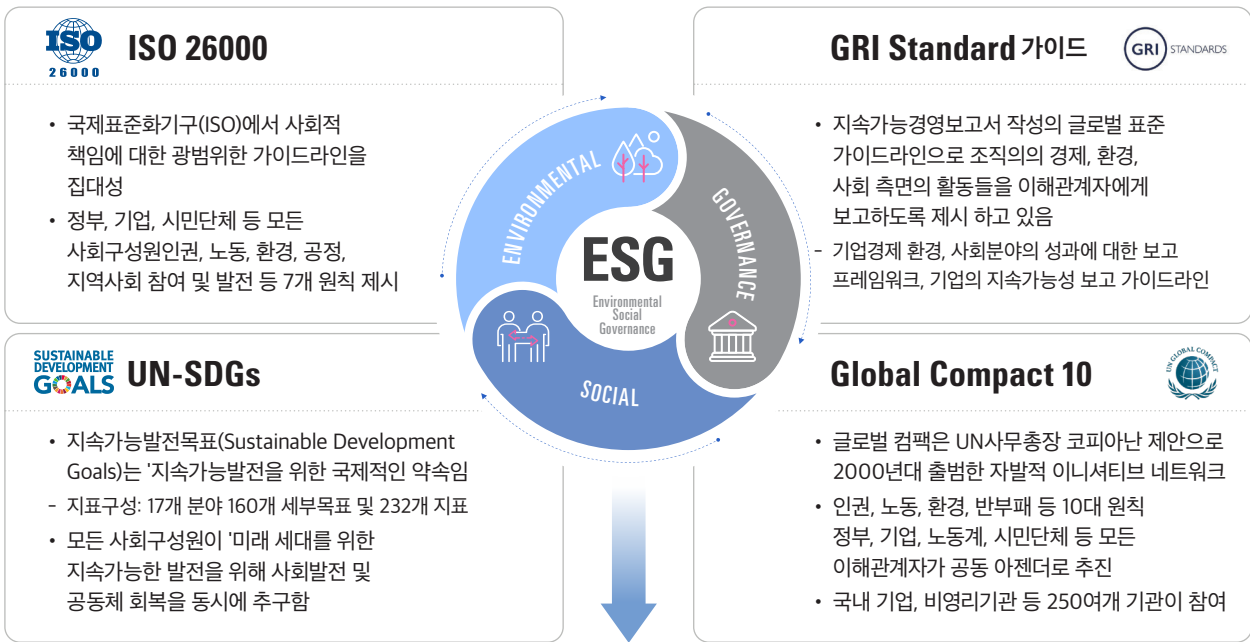 ISO
26000
ISO 26000
• 국제표준화기구(ISO)에서 사회적
책임에 대한 광범위한 가이드라인을
집대성
• 정부, 기업, 시민단체 등 모든
사회구성원인권, 노동, 환경, 공정,
지역사회 참여 및 발전 등 7개 원칙 제시
GRI Standard 가이드
GRI STANDARDS
• 지속가능경영보고서 작성의 글로벌 표준
가이드라인으로 조직의의 경제, 환경,
사회 측면의 활동들을 이해관계자에게
보고하도록 제시 하고 있음
- 기업경제 환경, 사회분야의 성과에 대한 보고
프레임워크, 기업의 지속가능성 보고 가이드라인
ENVIRONMENTAL
GOVERNANCE
SOCIAL
ESG
Environmental
Social
Governance
SUSTAINABLE
DEVELOPMENT
GOALS
UN-SDGs
• 지속가능발전목표(Sustainable Development
Goals)는 '지속가능발전을 위한 국제적인 약속임
- 지표구성: 17개 분야 160개 세부목표 및 232개 지표
• 모든 사회구성원이 '미래 세대를 위한
지속가능한 발전을 위해 사회발전 및
공동체 회복을 동시에 추구함
Global Compact 10
UN GLOBAL COMPACT
• 글로벌 컴팩은 UN사무총장 코피아난 제안으로
2000년대 출범한 자발적 이니셔티브 네트워크
• 인권, 노동, 환경, 반부패 등 10대 원칙
정부, 기업, 노동계, 시민단체 등 모든
이해관계자가 공동 아젠더로 추진
• 국내 기업, 비영리기관 등 250여개 기관이 참여